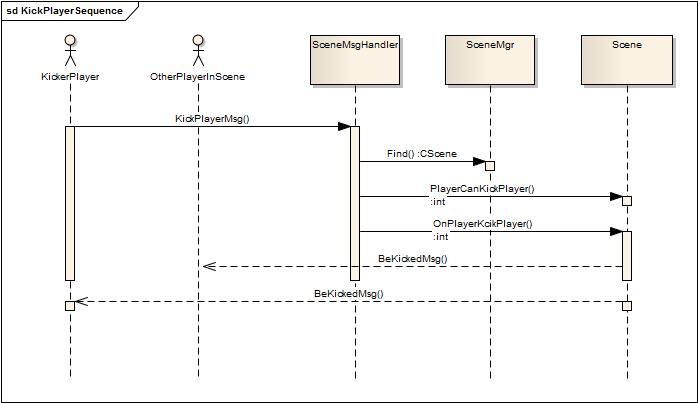 sd KickPlayerSequence
KickerPlayer
OtherPlayerInScene
SceneMsgHandler
SceneMgr
Scene
KickPlayerMsg()
Find() :CScene
PlayerCanKickPlayer()
:int
OnPlayerKcikPlayer()
:int
BeKickedMsg()
BeKickedMsg()